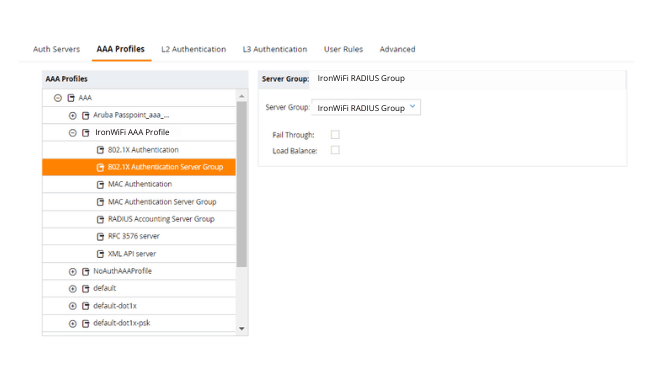 Auth Servers AAA Profiles L2 Authentication L3 Authentication User Rules Advanced
AAA Profiles
AAA
Aruba Passpoint_aaa_...
IronWiFi AAA Profile
802.1X Authentication
802.1X Authentication Server Group
MAC Authentication
MAC Authentication Server Group
RADIUS Accounting Server Group
RFC 3576 server
XML API server
NoAuthAAAProfile
default
default-dot1x
default-dot1x-psk
Server Group: IronWiFi RADIUS Group
Server Group: IronWiFi RADIUS Group
Fail Through:
Load Balance: